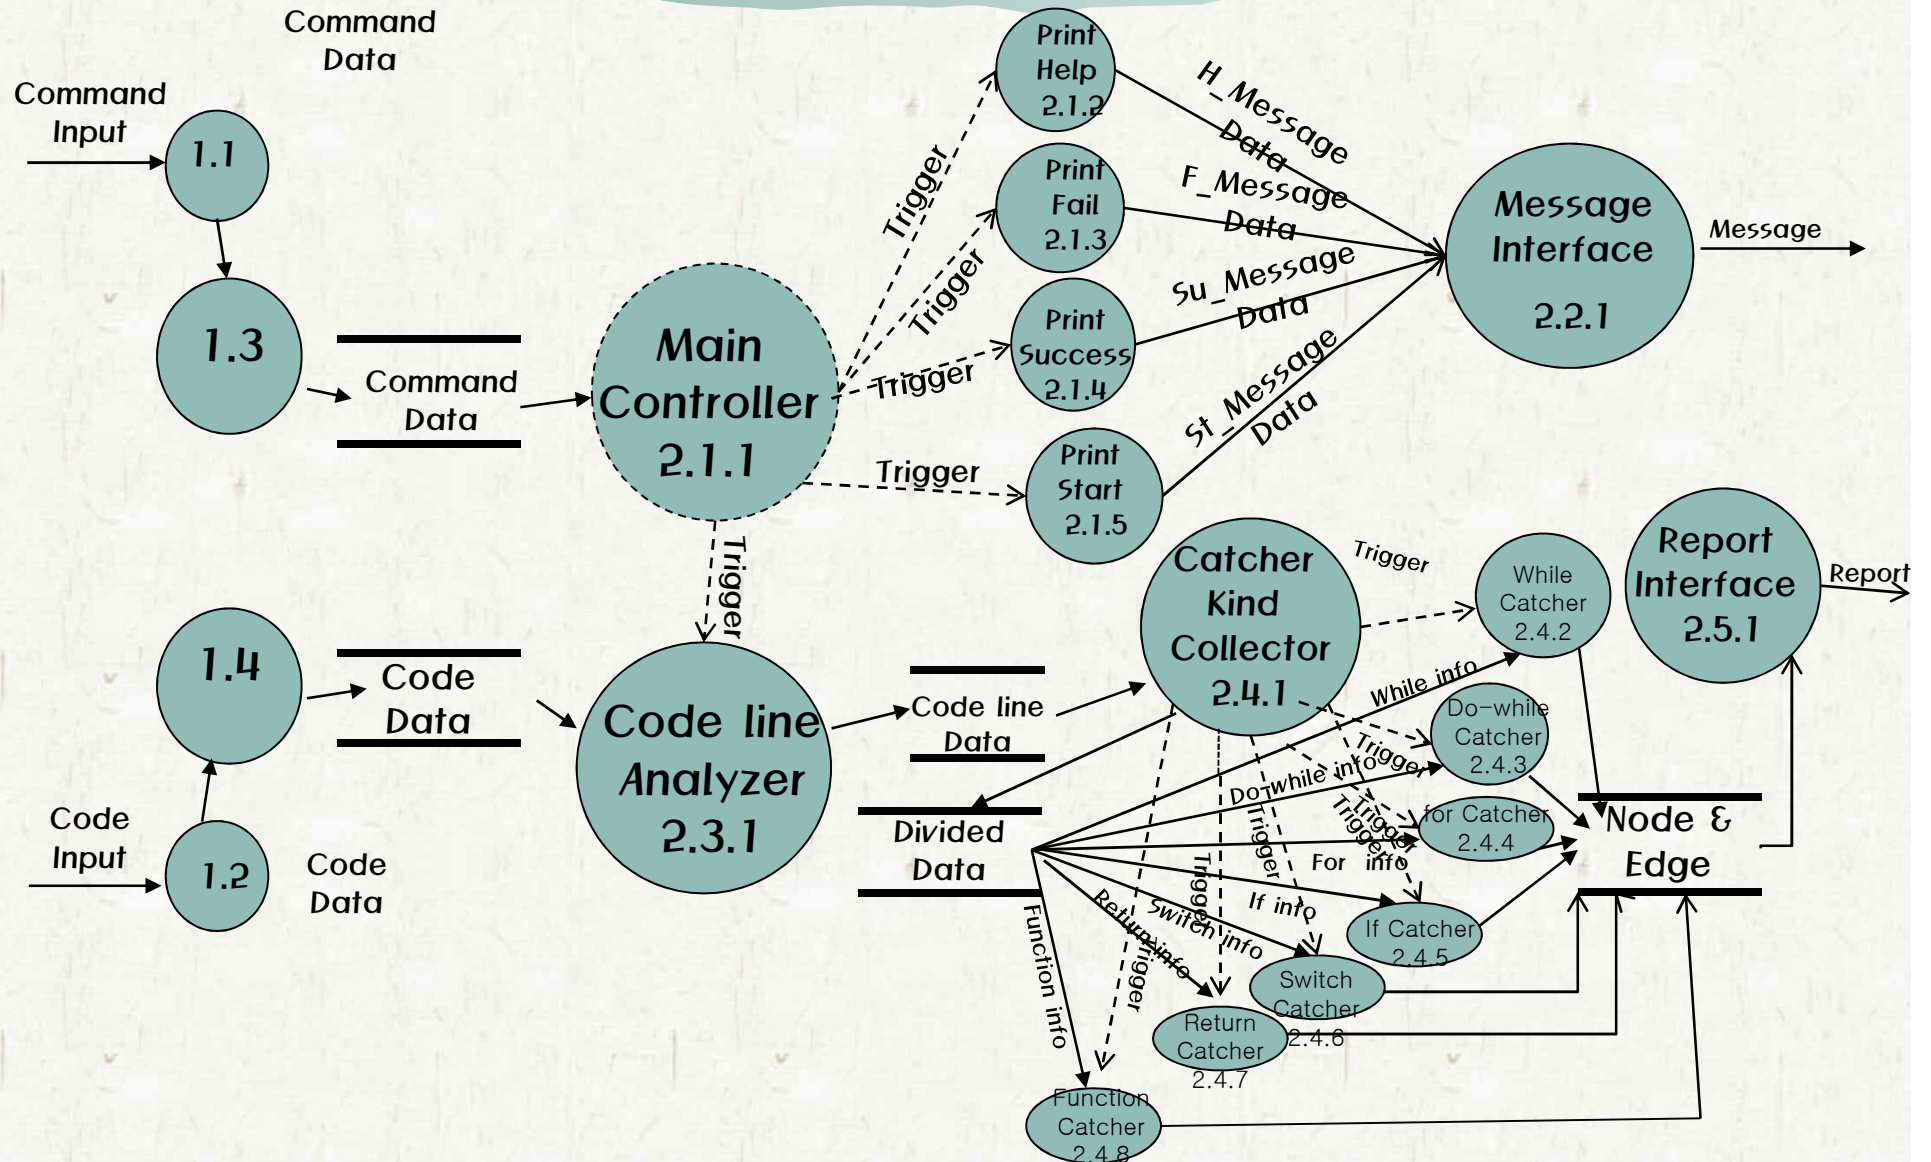 Command
Data
Command
Input
1.1
1.3
Command
Data
Main
Controller
2.1.1
Trigger
Trigger
Trigger
Trigger
Trigger
Print
Help
2.1.2
Print
Fail
2.1.3
Print
Success
2.1.4
Print
Start
2.1.5
H_Message
Data
F_Message
Data
Su_Message
Data
St_Message
Data
Message
Interface
2.2.1
Message
Code
Input
1.2
Code
Data
1.4
Code
Data
Code line
Analyzer
2.3.1
Code line
Data
Catcher
Kind
Collector
2.4.1
Divided
Data
Trigger
Trigger
Trigger
Trigger
Trigger
Trigger
Trigger
While info
Do-while info
For info
If info
Switch info
Return info
Function info
While
Catcher
2.4.2
Do-while
Catcher
2.4.3
for Catcher
2.4.4
If Catcher
2.4.5
Switch
Catcher
2.4.6
Return
Catcher
2.4.7
Function
Catcher
2.4.8
Node &
Edge
Report
Interface
2.5.1
Report